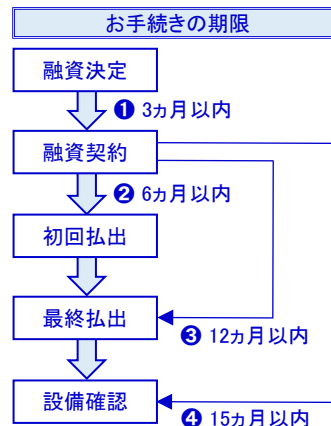 お手続きの期限
融資決定
❶ 3ヵ月以内
融資契約
❷ 6ヵ月以内
初回払出
最終払出
❸ 12ヵ月以内
設備確認
❹ 15ヵ月以内